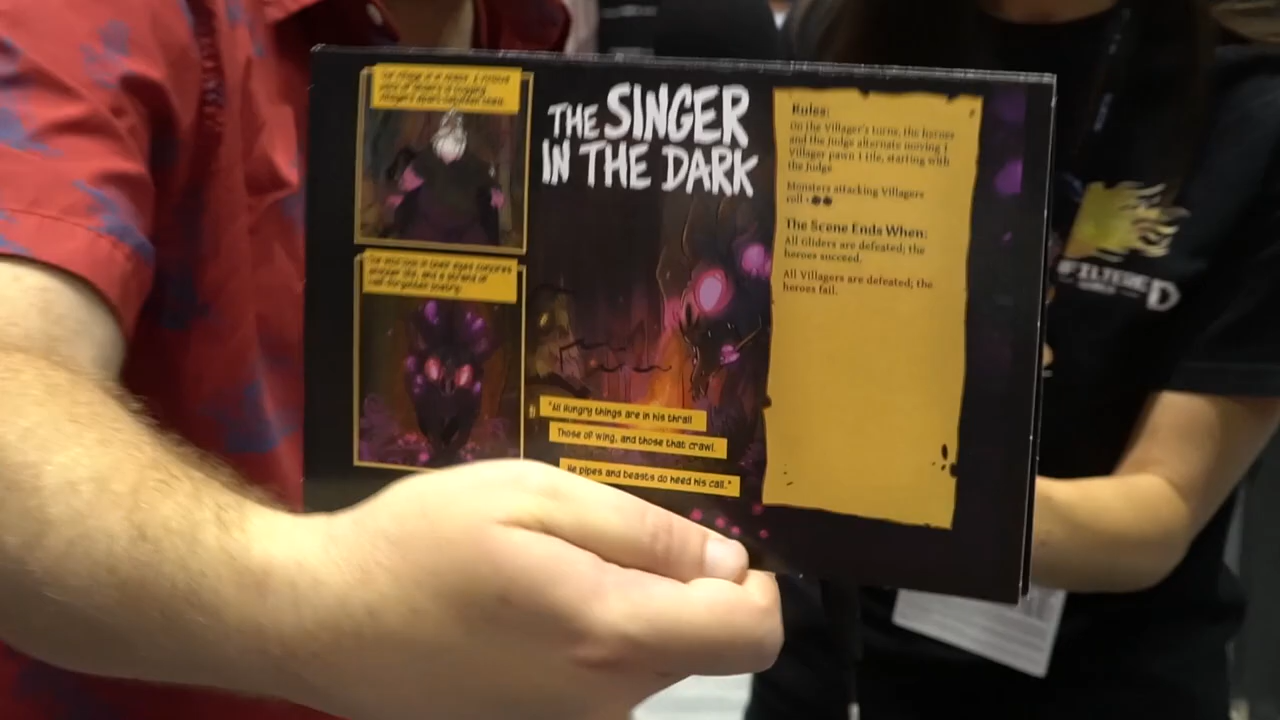 THE SINGER
IN THE DARK
"All hungry things are in his thrall
Those of wing, and those that crawl.
He pipes and beasts do heed his call."
Rules:
On the Villager's turns, the heroes
and the Judge alternate moving 1
Villager pawn 1 tile, starting with
the Judge
Monsters attacking Villagers
roll
The Scene Ends When:
All Gliders are defeated; the
heroes succeed.
All Villagers are defeated; the
heroes fail.
FILTERED